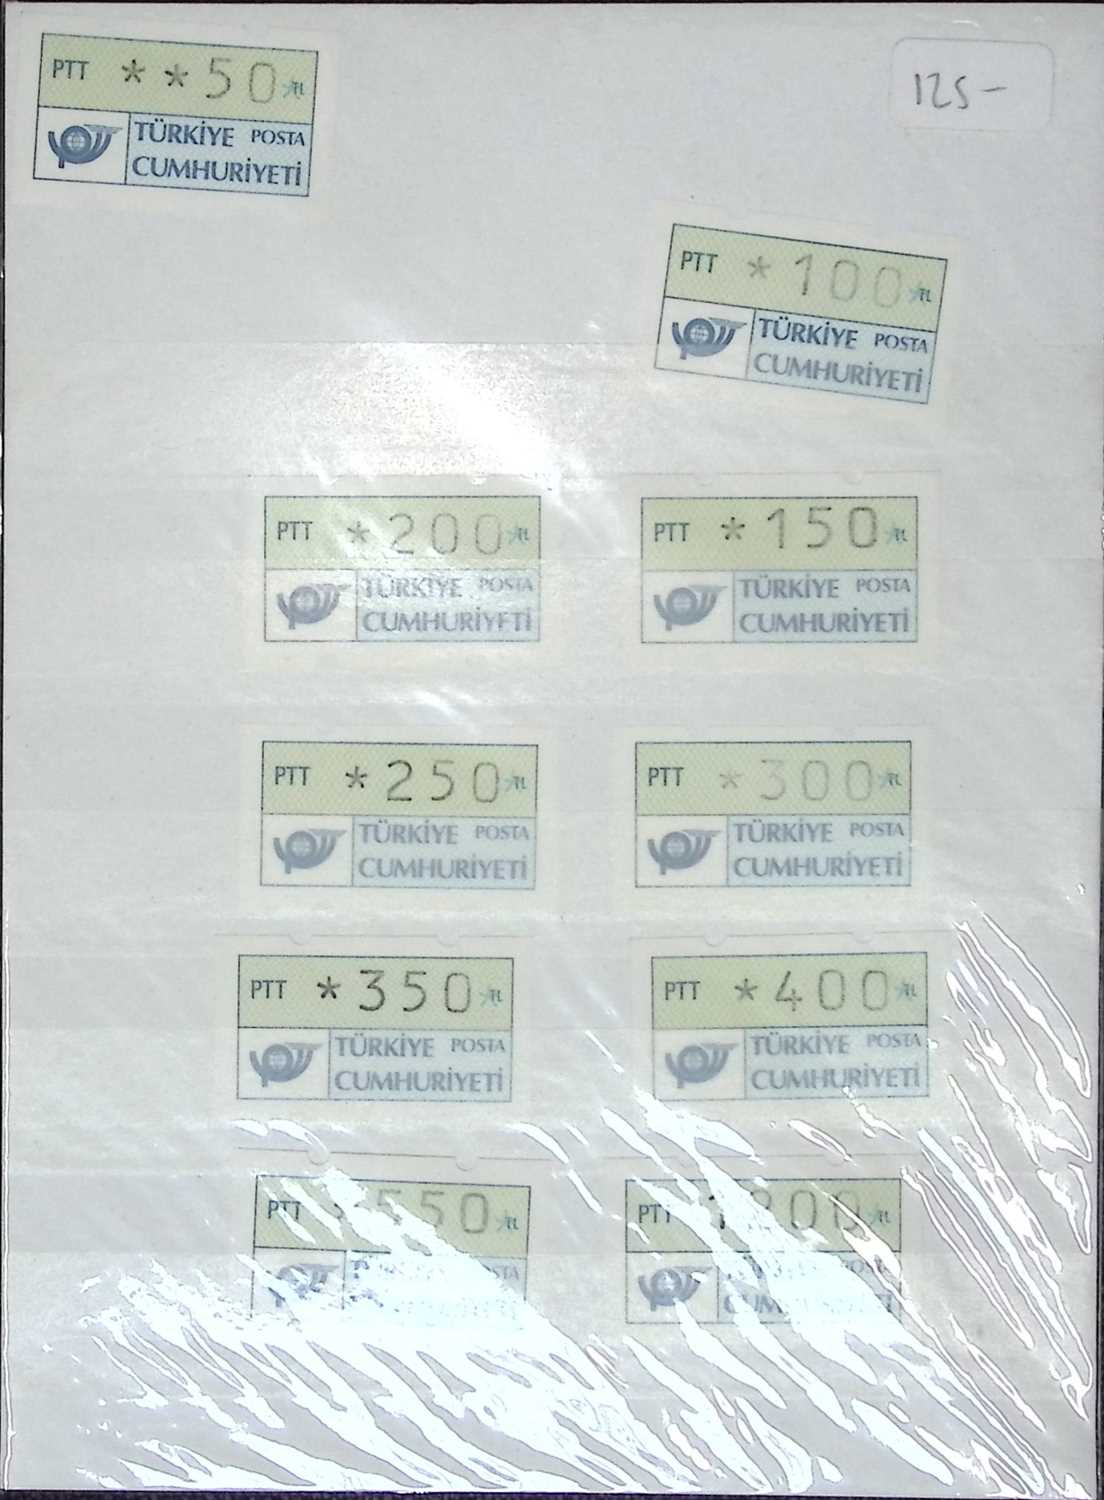 PTT **50 TL
TÜRKİYE POSTA
CUMHURİYETİ
125-
PTT *100 TL
TÜRKİYE POSTA
CUMHURİYETİ
PTT *200 TL
TÜRKİYE POSTA
CUMHURİYETİ
PTT *150 TL
TÜRKİYE POSTA
CUMHURİYETİ
PTT *250 TL
TÜRKİYE POSTA
CUMHURİYETİ
PTT *300 TL
TÜRKİYE POSTA
CUMHURİYETİ
PTT *350 TL
TÜRKİYE POSTA
CUMHURİYETİ
PTT *400 TL
TÜRKİYE POSTA
CUMHURİYETİ
PTT 550 TL
PTT TL